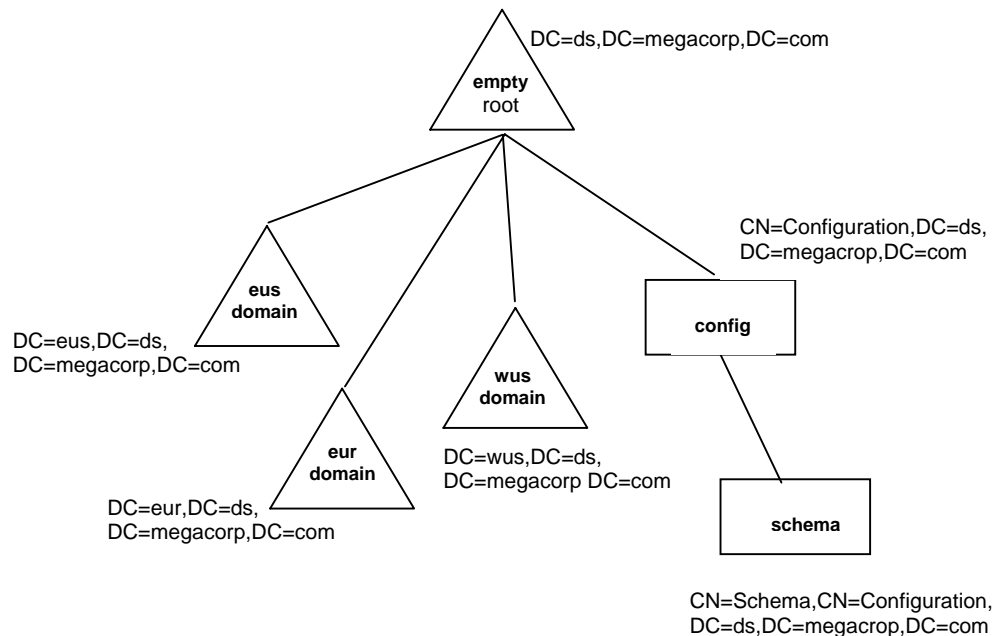 DC=ds,DC=megacorp,DC=com
empty
root
CN=Configuration,DC=ds,
DC=megacrop,DC=com
eus
domain
config
DC=eus,DC=ds,
DC=megacorp,DC=com
wus
domain
eur
domain
DC=wus,DC=ds,
DC=megacorp DC=com
DC=eur,DC=ds,
DC=megacorp,DC=com
schema
CN=Schema,CN=Configuration,
DC=ds,DC=megacrop,DC=com